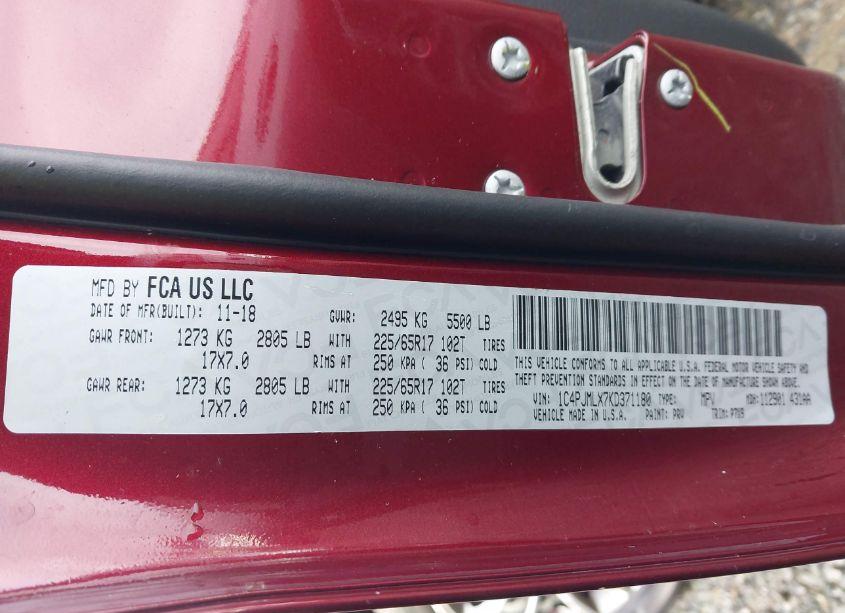 MFD BY FCA US LLC
DATE OF MFR(BUILT): 11-18 GVWR: 2495 KG 5500 LB
GAWR FRONT: 1273 KG 2805 LB WITH 225/65R17 102T TIRES
17X7.0 RIMS AT 250 KPA ( 36 PSI) COLD
GAWR REAR: 1273 KG 2805 LB WITH 225/65R17 102T TIRES
17X7.0 RIMS AT 250 KPA ( 36 PSI) COLD
THIS VEHICLE CONFORMS TO ALL APPLICABLE U.S.A. FEDERAL MOTOR VEHICLE SAFETY AND
THEFT PREVENTION STANDARDS IN EFFECT ON THE DATE OF MANUFACTURE SHOWN ABOVE.
VIN: 1C4PJMLX7KD371180 TYPE: MPV MDH: 112901 431AA
VEHICLE MADE IN U.S.A. PAINT: PRV TRIM: